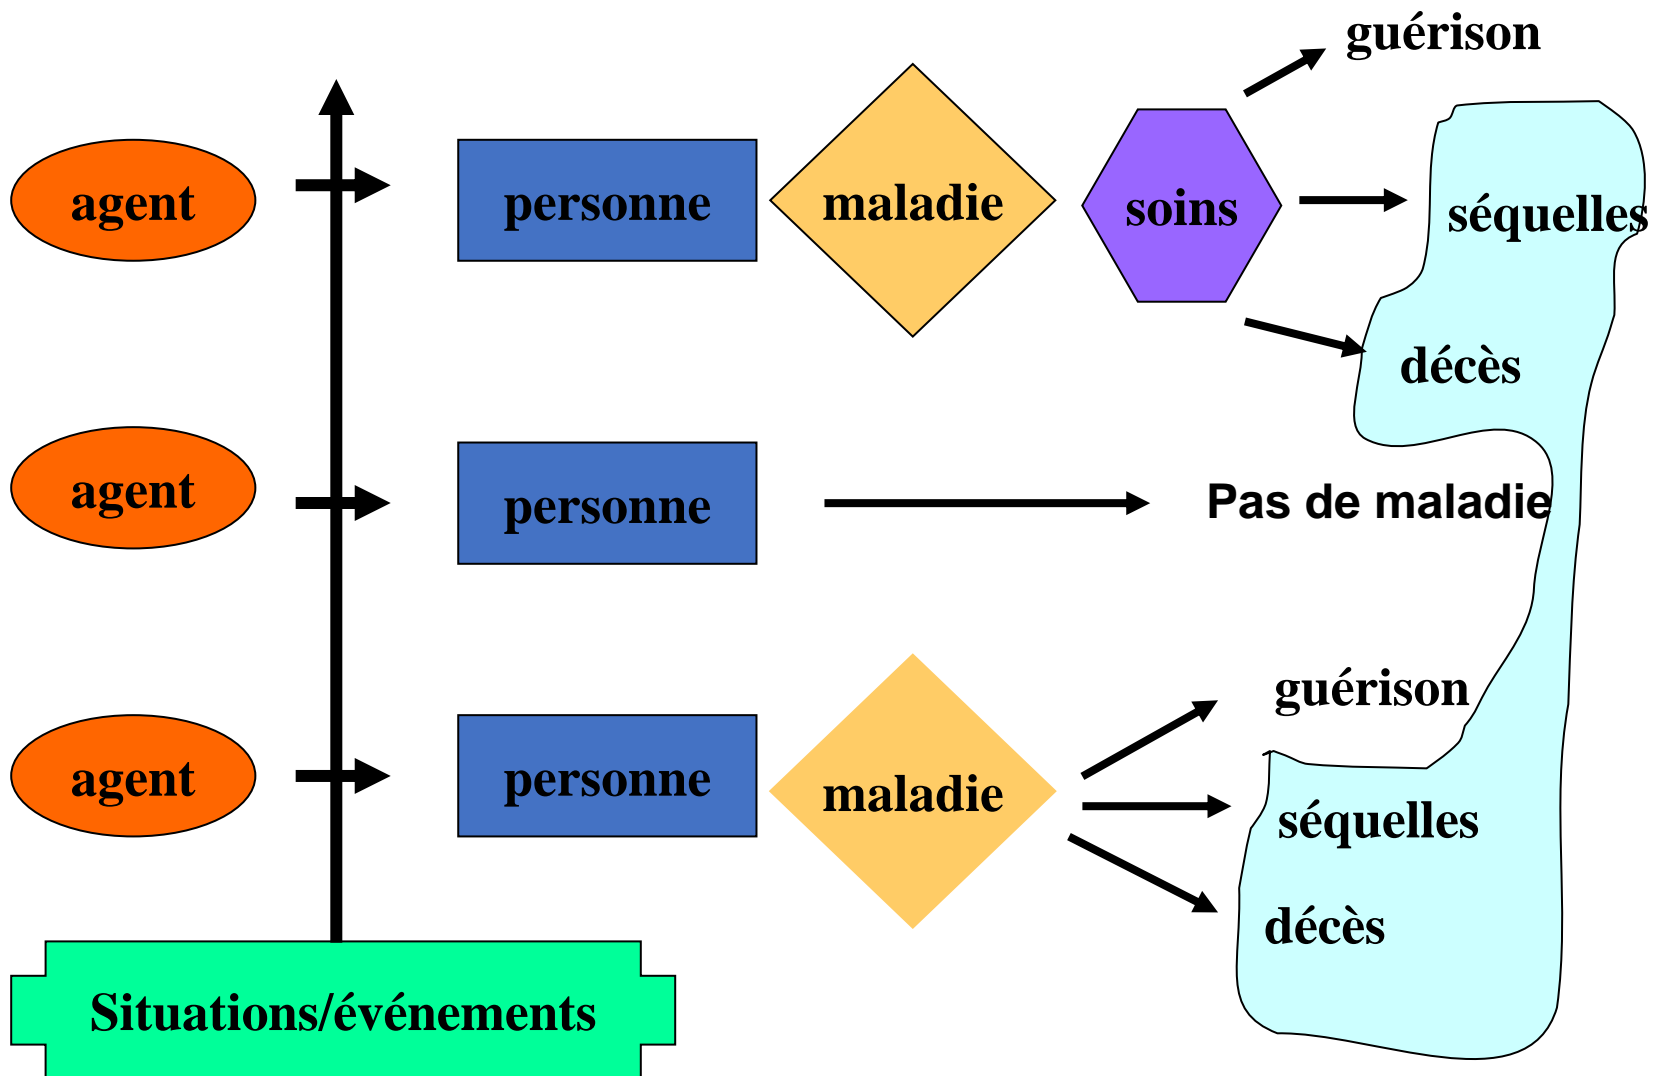 guérison
agent
personne
maladie
soins
séquelles
décès
agent
personne
Pas de maladie
guérison
agent
personne
maladie
séquelles
décès
Situations/événements